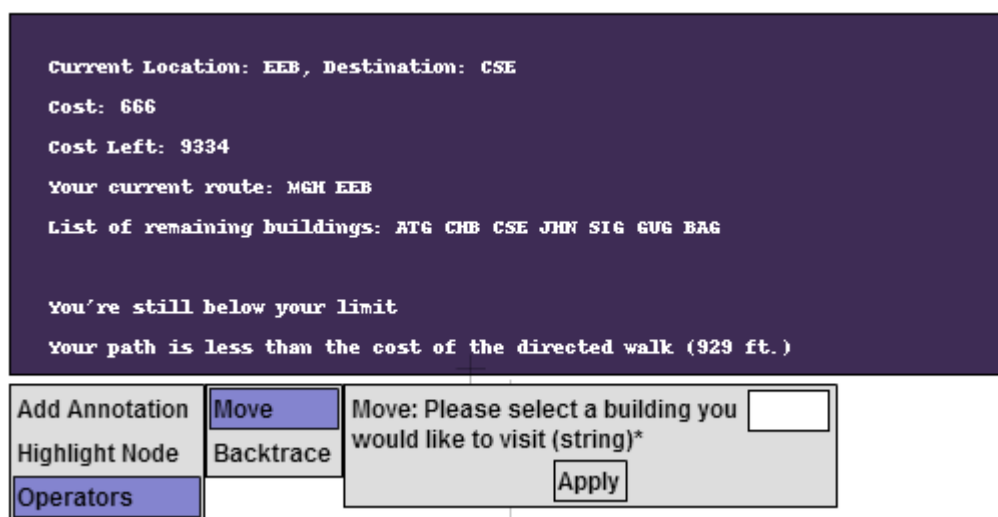 Current Location: EEB, Destination: CSE
Cost: 666
Cost Left: 9334
Your current route: MGH EEB
List of remaining buildings: ATG CHB CSE JHN SIG GUG BAG
You're still below your limit
Your path is less than the cost of the directed walk (929 ft.)
Add Annotation
Highlight Node
Operators
Move
Backtrace
Move: Please select a building you
would like to visit (string)*
Apply